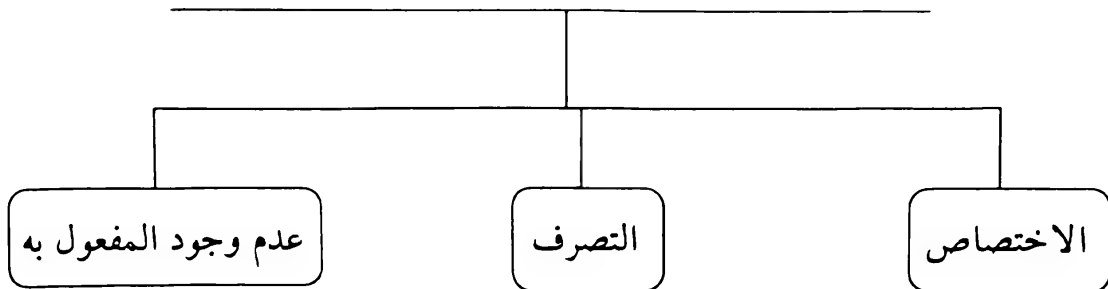 الاختصاص
التصرف
عدم وجود المفعول به